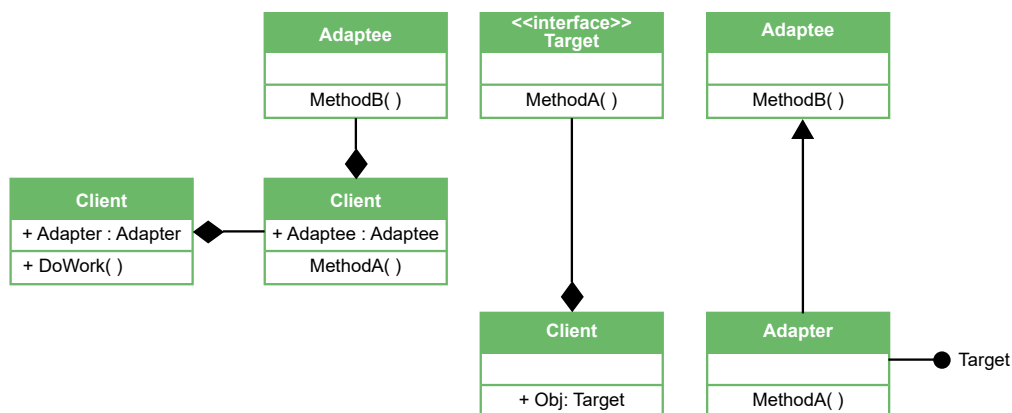 Adaptee
MethodB( )
<<interface>>
Target
MethodA( )
Adaptee
MethodB( )
Client
+ Adapter : Adapter
+ DoWork( )
Client
+ Adaptee : Adaptee
MethodA( )
Client
+ Obj: Target
Adapter
MethodA( )
Target